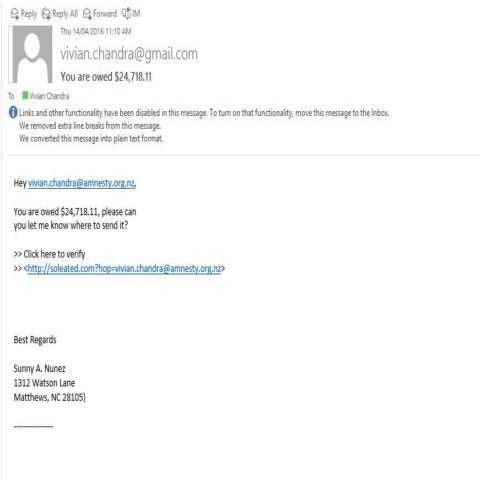 Reply Reply All Forward IM
Thu 14/04/2016 11:10 AM
vivian.chandra@gmail.com
You are owed $24,718.11
To Vivian Chandra
Links and other functionality have been disabled in this message. To turn on that functionality, move this message to the Inbox.
We removed extra line breaks from this message.
We converted this message into plain text format.
Hey vivian.chandra@amnesty.org.nz,
You are owed $24,718.11, please can
you let me know where to send it?
>> Click here to verify
>> <http://soleated.com?hop=vivian.chandra@amnesty.org.nz>
Best Regards
Sunny A. Nunez
1312 Watson Lane
Matthews, NC 28105}
----------------